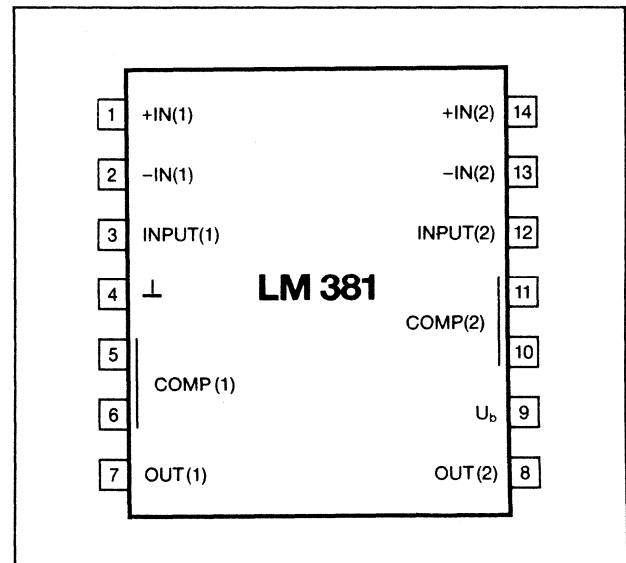 1 +IN(1) +IN(2) 14
2 −IN(1) −IN(2) 13
3 INPUT(1) INPUT(2) 12
4 ⊥ LM 381 11
COMP(2)
5 10
COMP(1)
6 U_b 9
7 OUT(1) OUT(2) 8